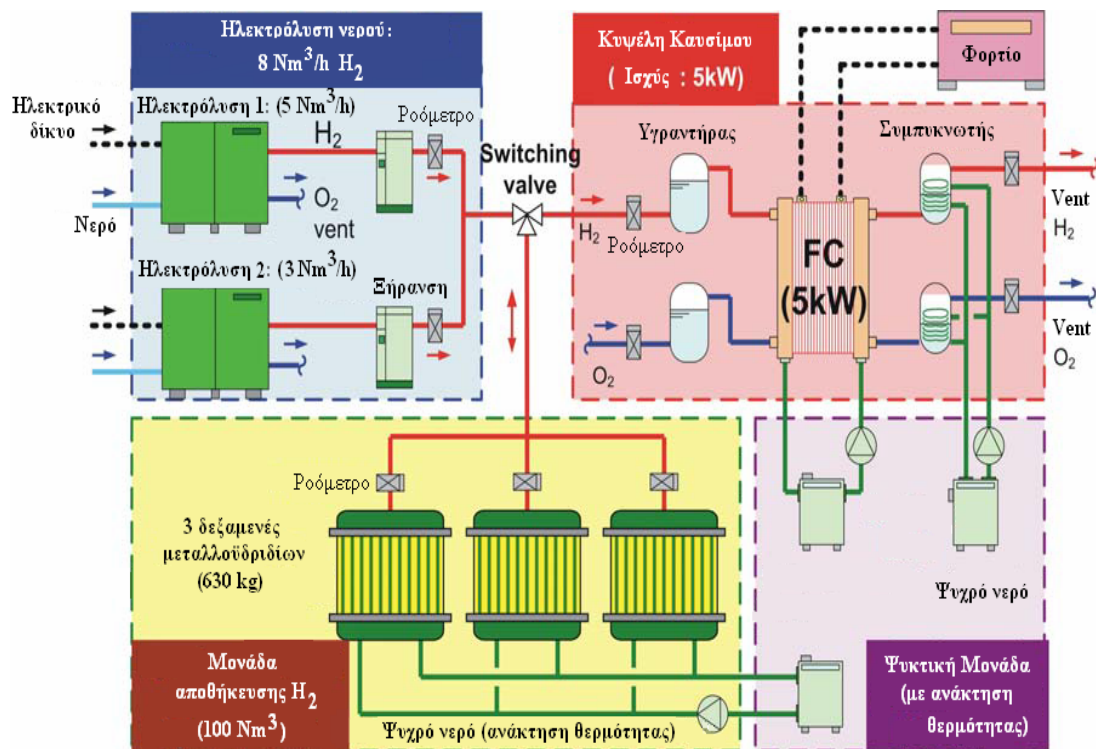 Ηλεκτρόλυση νερού:
8 Nm³/h H₂
Ηλεκτρικό
δίκυο
Ηλεκτρόλυση 1: (5 Nm³/h)
H₂
Ροόμετρο
O₂
vent
Νερό
Ηλεκτρόλυση 2: (3 Nm³/h)
Ξήρανση
Switching
valve
Κυψέλη Καυσίμου
( Ισχύς : 5kW)
Φορτίο
Υγραντήρας
Συμπυκνωτής
H₂
Ροόμετρο
FC
(5kW)
Vent
H₂
O₂
Vent
O₂
Ροόμετρο
3 δεξαμενές
μεταλλοϋδριδίων
(630 kg)
Μονάδα
αποθήκευσης H₂
(100 Nm³)
Ψυχρό νερό (ανάκτηση θερμότητας)
Ψυχρό νερό
Ψυκτική Μονάδα
(με ανάκτηση
θερμότητας)